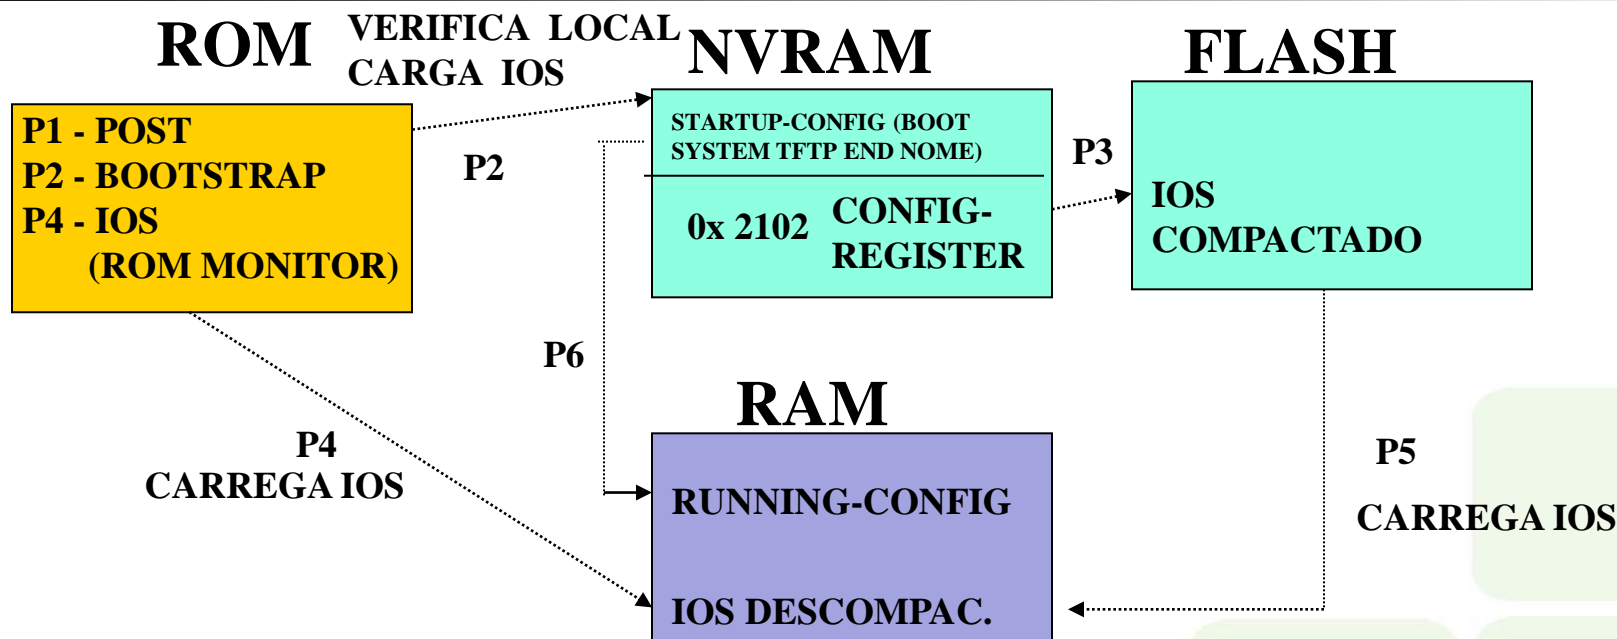 ROM
VERIFICA LOCAL
CARGA IOS
NVRAM
FLASH
P1 - POST
P2 - BOOTSTRAP
P4 - IOS
(ROM MONITOR)
P2
STARTUP-CONFIG (BOOT
SYSTEM TFTP END NOME)
0x 2102
CONFIG-
REGISTER
P3
IOS
COMPACTADO
P6
RAM
P4
CARREGA IOS
RUNNING-CONFIG
IOS DESCOMPAC.
P5
CARREGA IOS